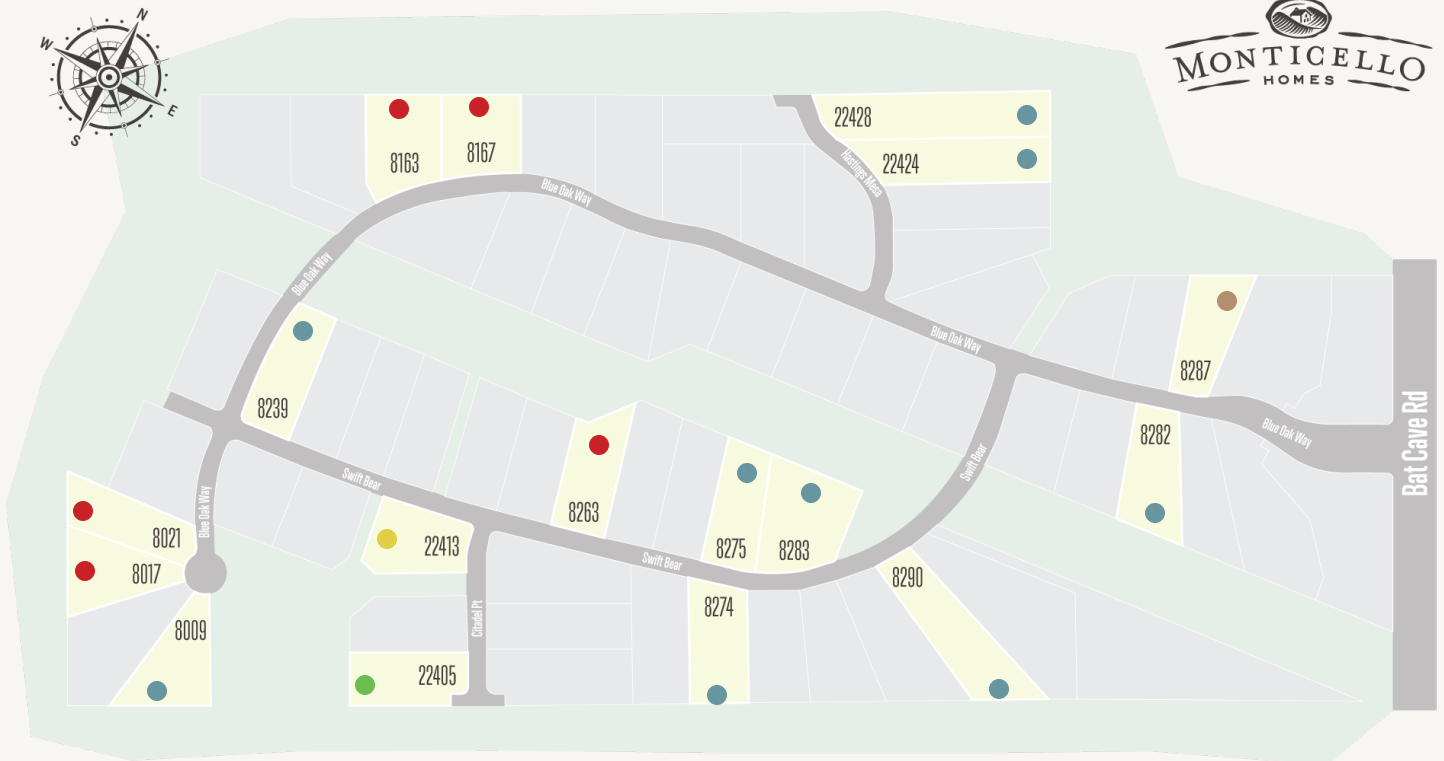 N
W
E
S
MONTICELLO
HOMES
8163
8167
22428
22424
Hastings Mesa
Blue Oak Way
Blue Oak Way
Blue Oak Way
8287
8239
8282
Blue Oak Way
Bat Cave Rd
Swift Bear
Swift Bear
8263
8021
Blue Oak Way
22413
8275
8283
8017
Swift Bear
8290
8274
8009
Citadel Pt
22405